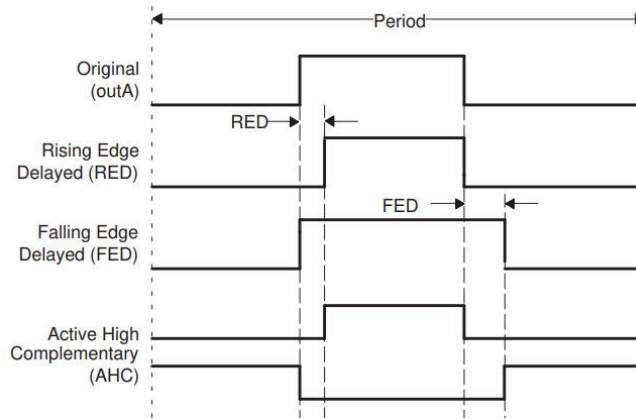 Period
Original
(outA)
RED
Rising Edge
Delayed (RED)
FED
Falling Edge
Delayed (FED)
Active High
Complementary
(AHC)